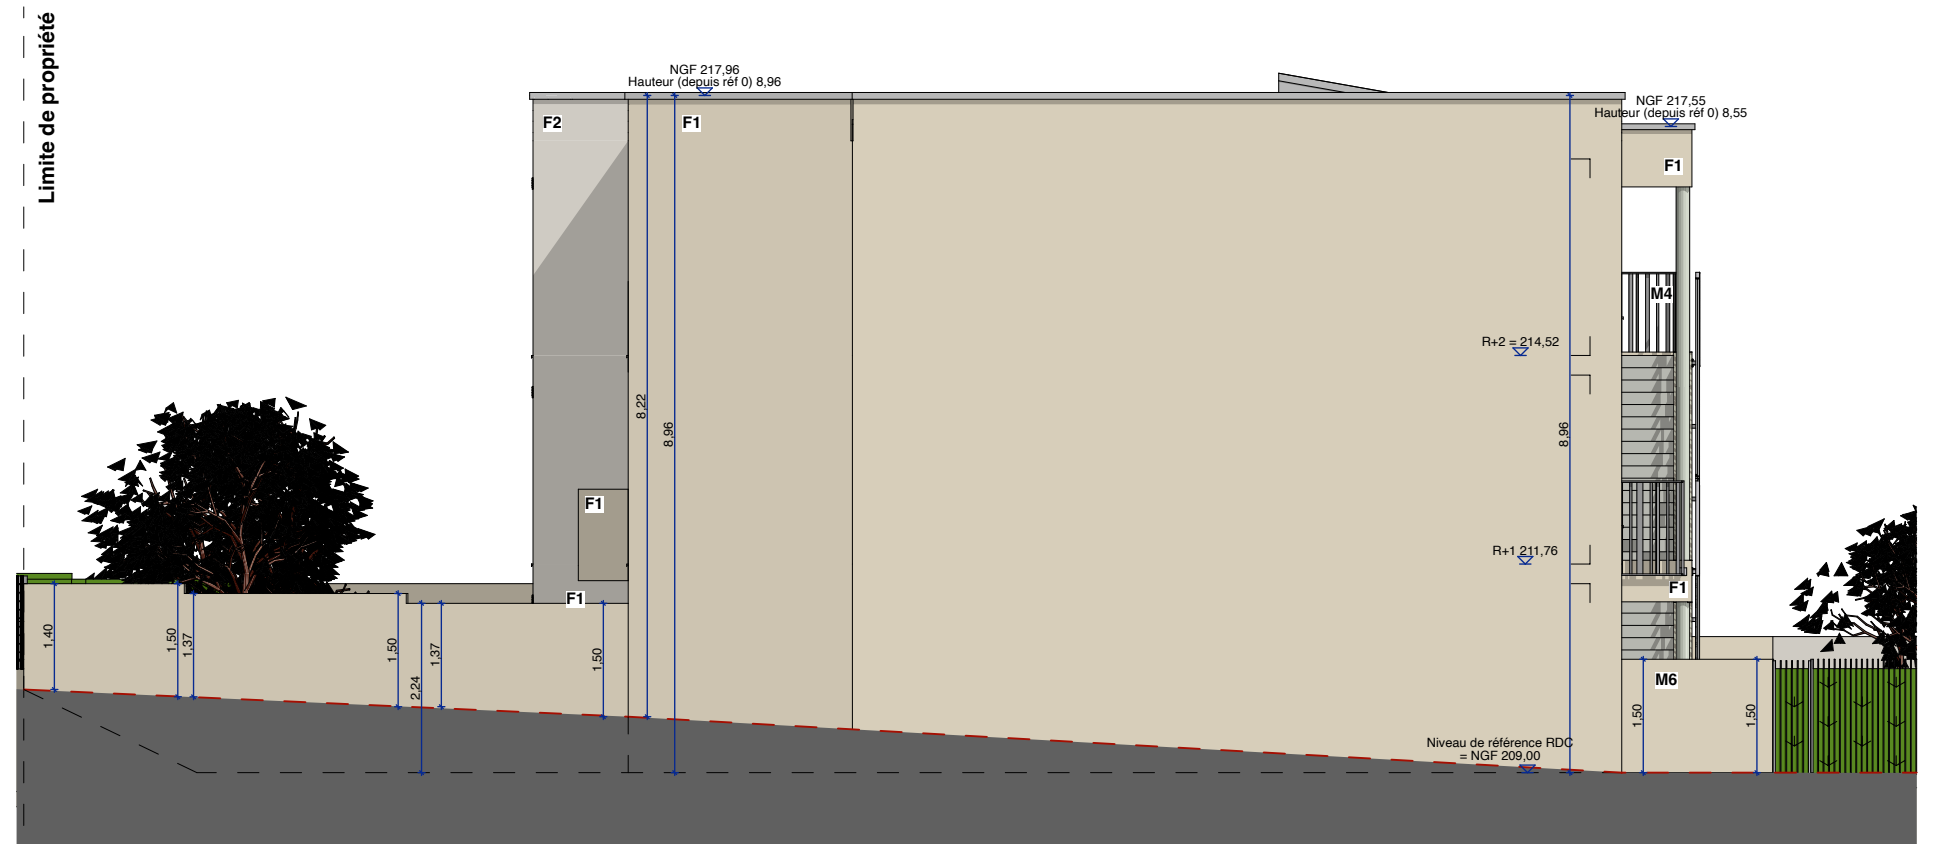 Limite de propriété
NGF 217,96
Hauteur (depuis réf 0) 8,96
NGF 217,55
Hauteur (depuis réf 0) 8,55
F2
F1
F1
M4
R+2 = 214,52
8,22
8,96
8,96
F1
R+1 211,76
F1
F1
1,40
1,50
1,37
1,50
1,37
2,24
1,50
M6
1,50
1,50
Niveau de référence RDC
= NGF 209,00